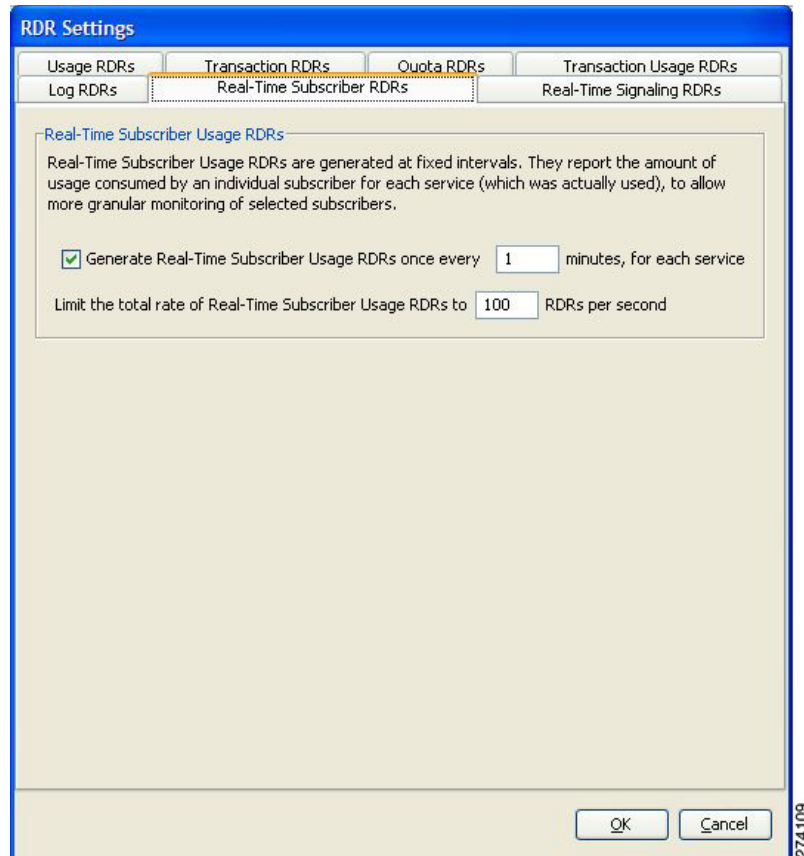 RDR Settings
Usage RDRs
Transaction RDRs
Quota RDRs
Transaction Usage RDRs
Log RDRs
Real-Time Subscriber RDRs
Real-Time Signaling RDRs
Real-Time Subscriber Usage RDRs
Real-Time Subscriber Usage RDRs are generated at fixed intervals. They report the amount of
usage consumed by an individual subscriber for each service (which was actually used), to allow
more granular monitoring of selected subscribers.
Generate Real-Time Subscriber Usage RDRs once every 1 minutes, for each service
Limit the total rate of Real-Time Subscriber Usage RDRs to 100 RDRs per second
OK
Cancel
274109